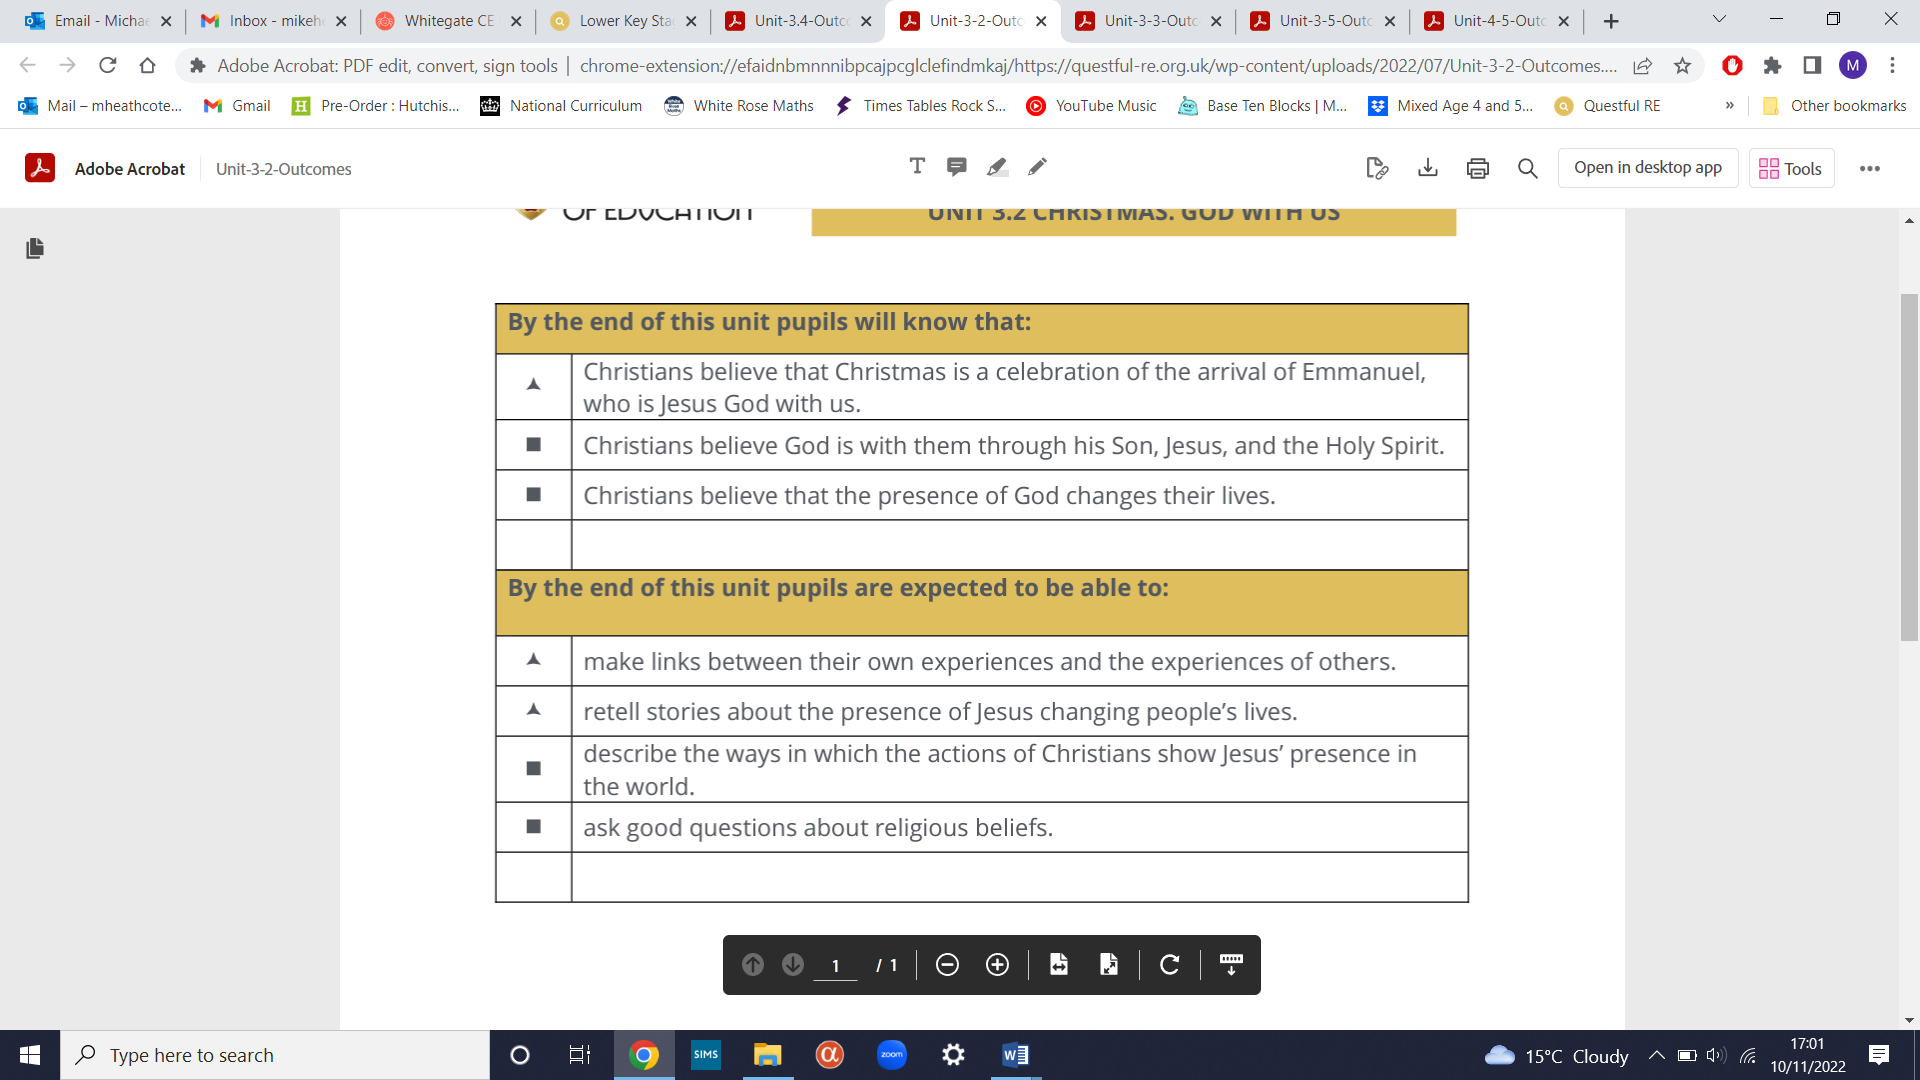 Email - Michae
Inbox - mikehe
Whitegate CE
Lower Key Sta
Unit-3.4-Outco
Unit-3-2-Outc
Unit-3-3-Outc
Unit-3-5-Outc
Unit-4-5-Outc
Adobe Acrobat: PDF edit, convert, sign tools | chrome-extension://efaidnbmnnnibpcajpcglclefindmkaj/https://questful-re.org.uk/wp-content/uploads/2022/07/Unit-3-2-Outcomes....
M
Mail – mheathcote...
Gmail
H
Pre-Order : Hutchis...
National Curriculum
White Rose Maths
Times Tables Rock S...
YouTube Music
Base Ten Blocks | M...
Mixed Age 4 and 5...
Questful RE
»
Other bookmarks
Adobe Acrobat
Unit-3-2-Outcomes
Open in desktop app
Tools
OF EDUCATION
UNIT 3.2 CHRISTMAS. GOD WITH US
By the end of this unit pupils will know that:
Christians believe that Christmas is a celebration of the arrival of Emmanuel,
who is Jesus God with us.
Christians believe God is with them through his Son, Jesus, and the Holy Spirit.
Christians believe that the presence of God changes their lives.
By the end of this unit pupils are expected to be able to:
make links between their own experiences and the experiences of others.
retell stories about the presence of Jesus changing people’s lives.
describe the ways in which the actions of Christians show Jesus’ presence in
the world.
ask good questions about religious beliefs.
1 / 1
Type here to search
SIMS
zoom
15°C Cloudy
17:01
10/11/2022